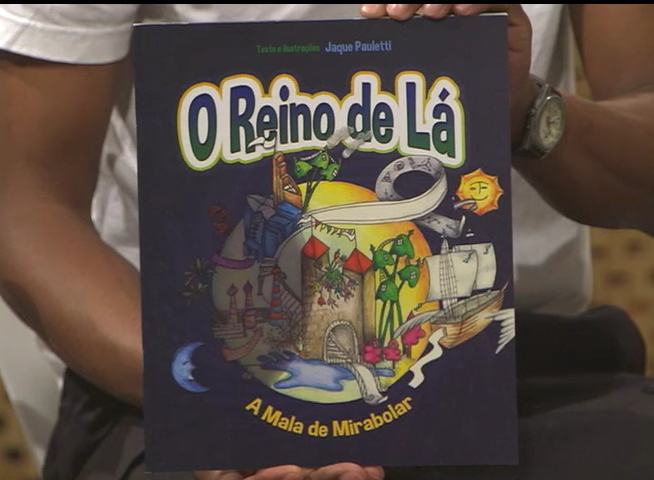 Texto e ilustrações Jaque Pauletti
O Reino de Lá
A Mala de Mirabolar